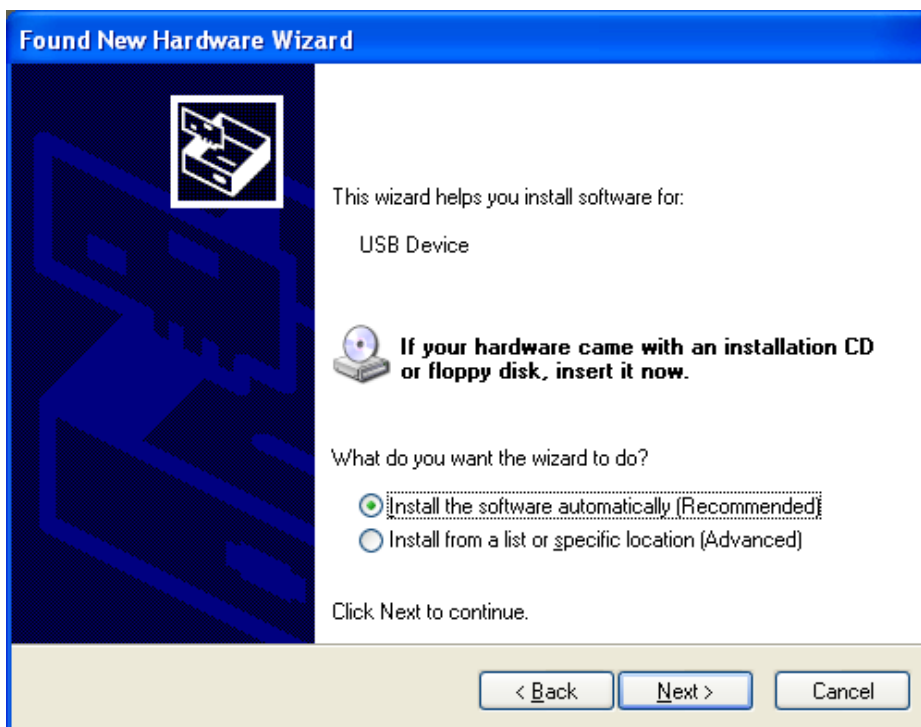 Found New Hardware Wizard
This wizard helps you install software for:
USB Device
If your hardware came with an installation CD
or floppy disk, insert it now.
What do you want the wizard to do?
Install the software automatically (Recommended)
Install from a list or specific location (Advanced)
Click Next to continue.
< Back
Next >
Cancel